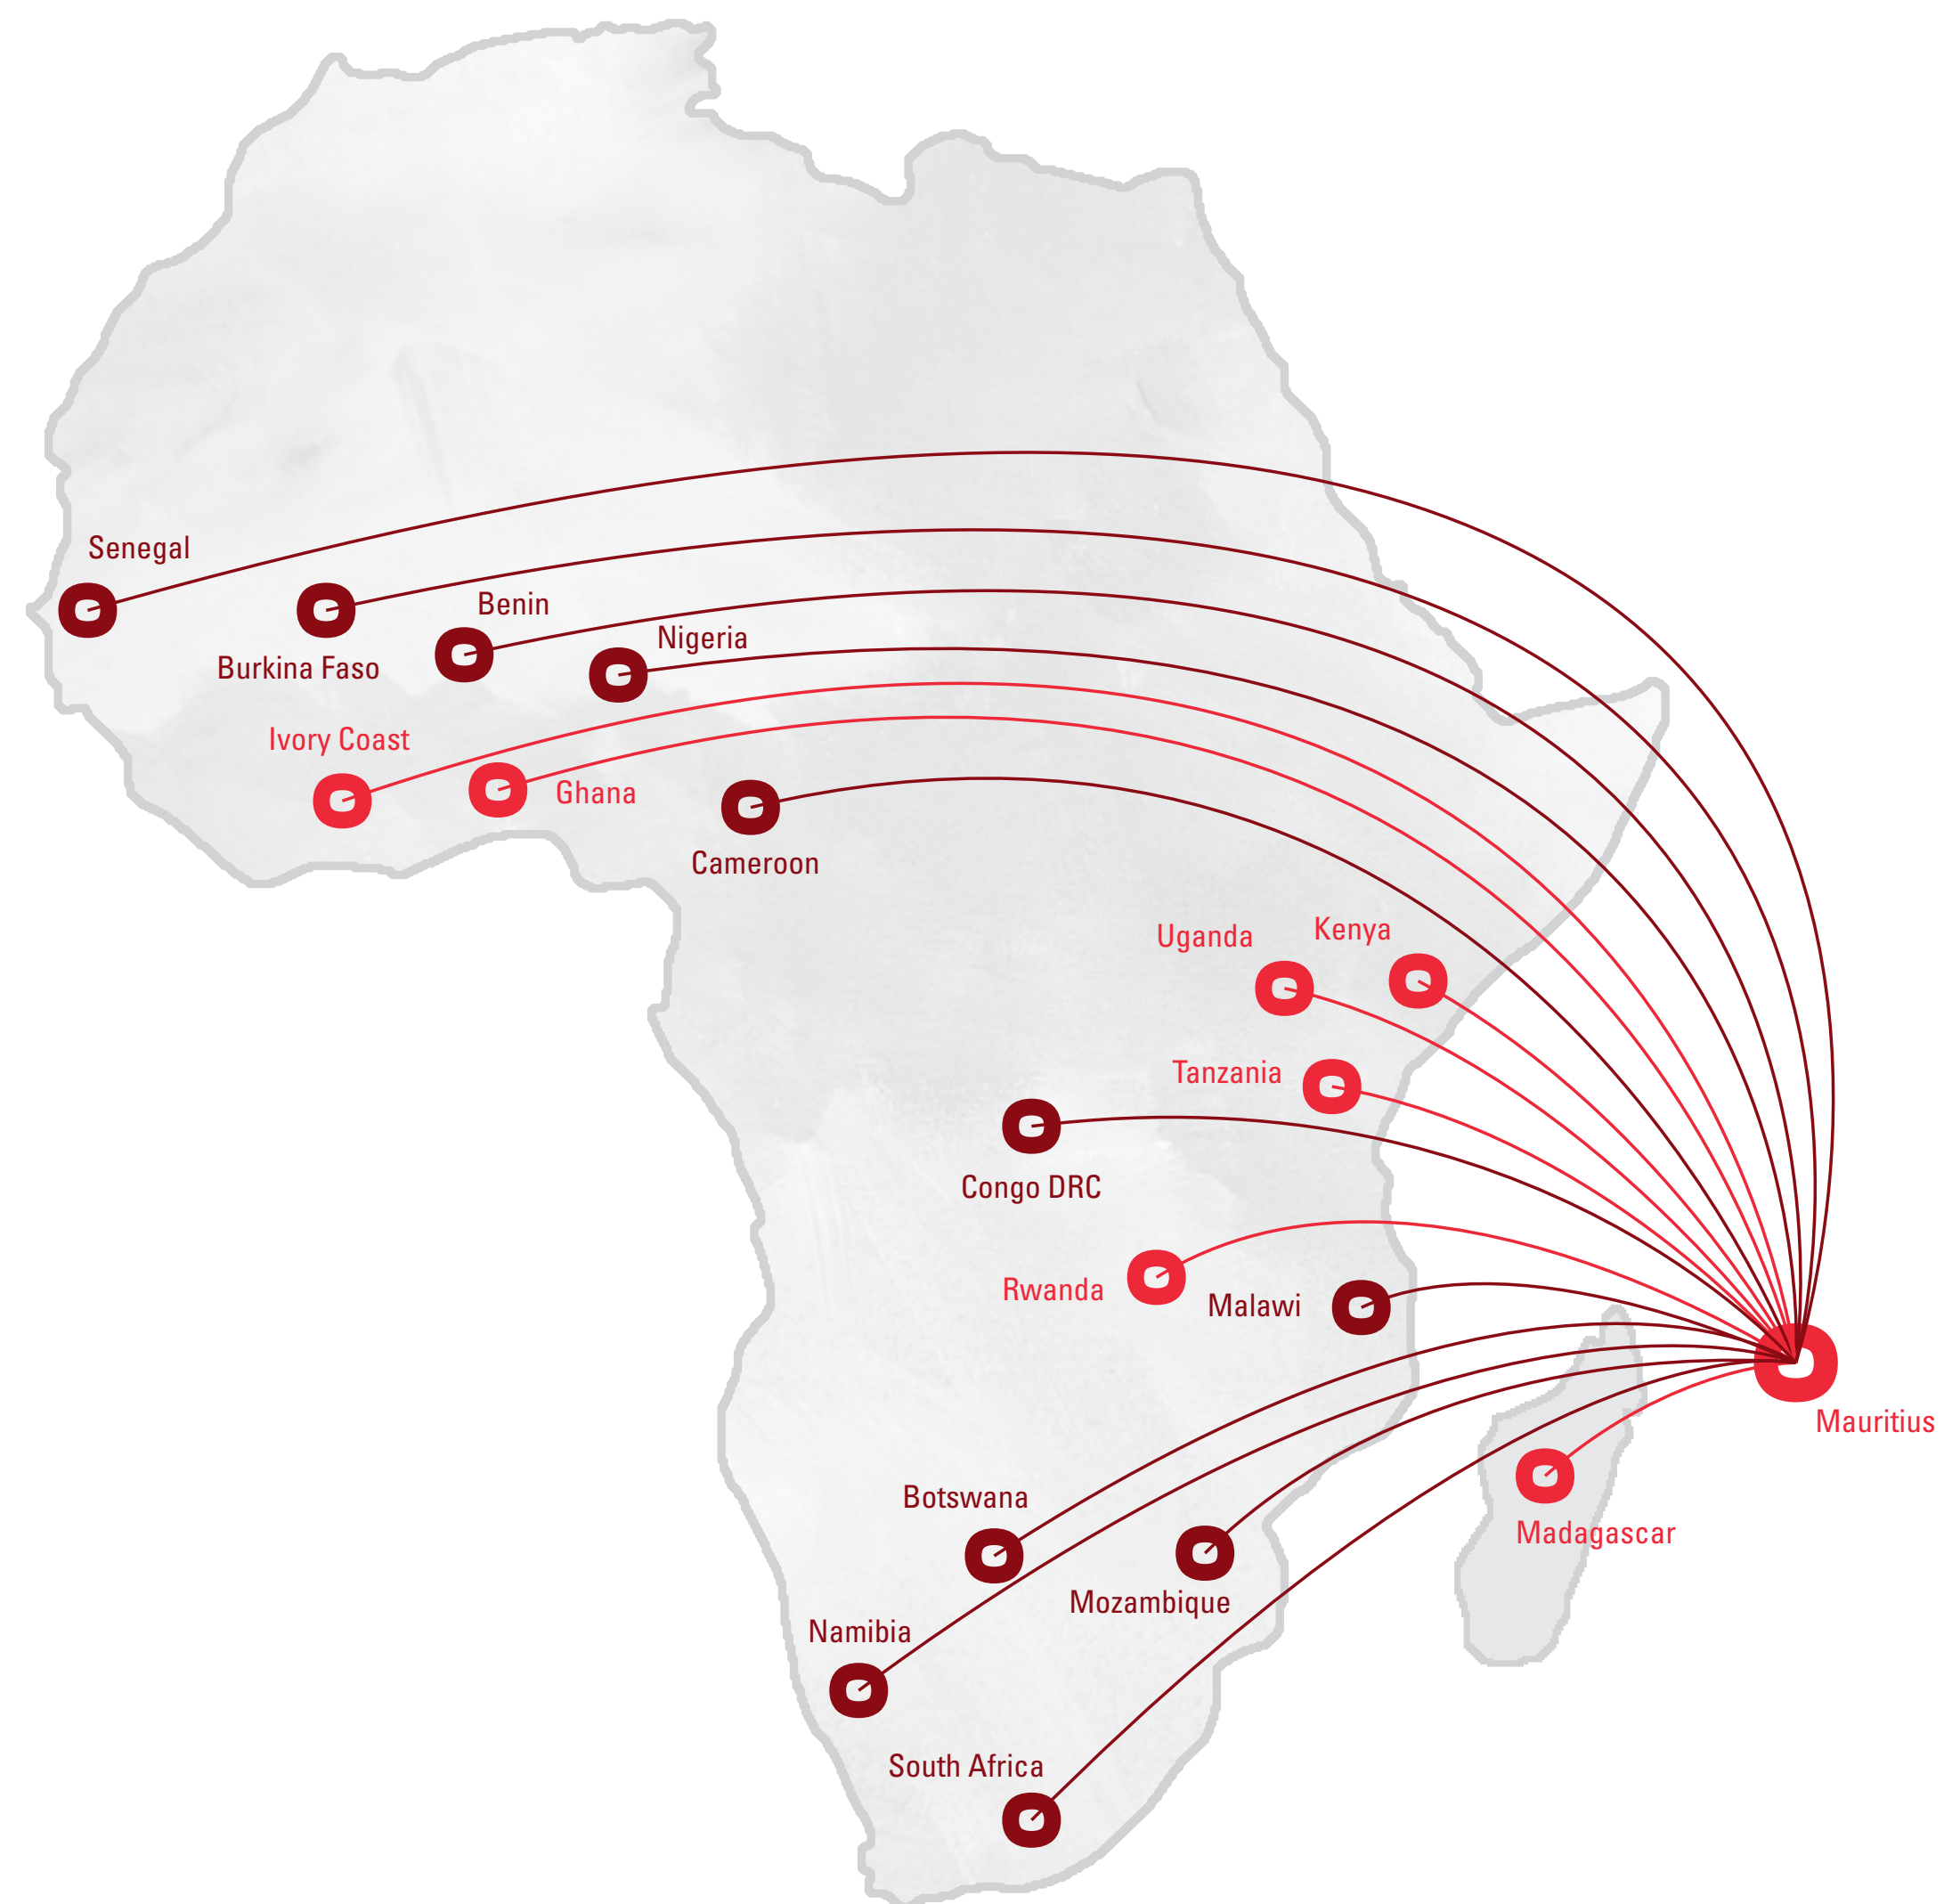 Senegal
Benin
Nigeria
Burkina Faso
Ivory Coast
Ghana
Cameroon
Uganda
Kenya
Tanzania
Congo DRC
Rwanda
Malawi
Mauritius
Botswana
Madagascar
Mozambique
Namibia
South Africa